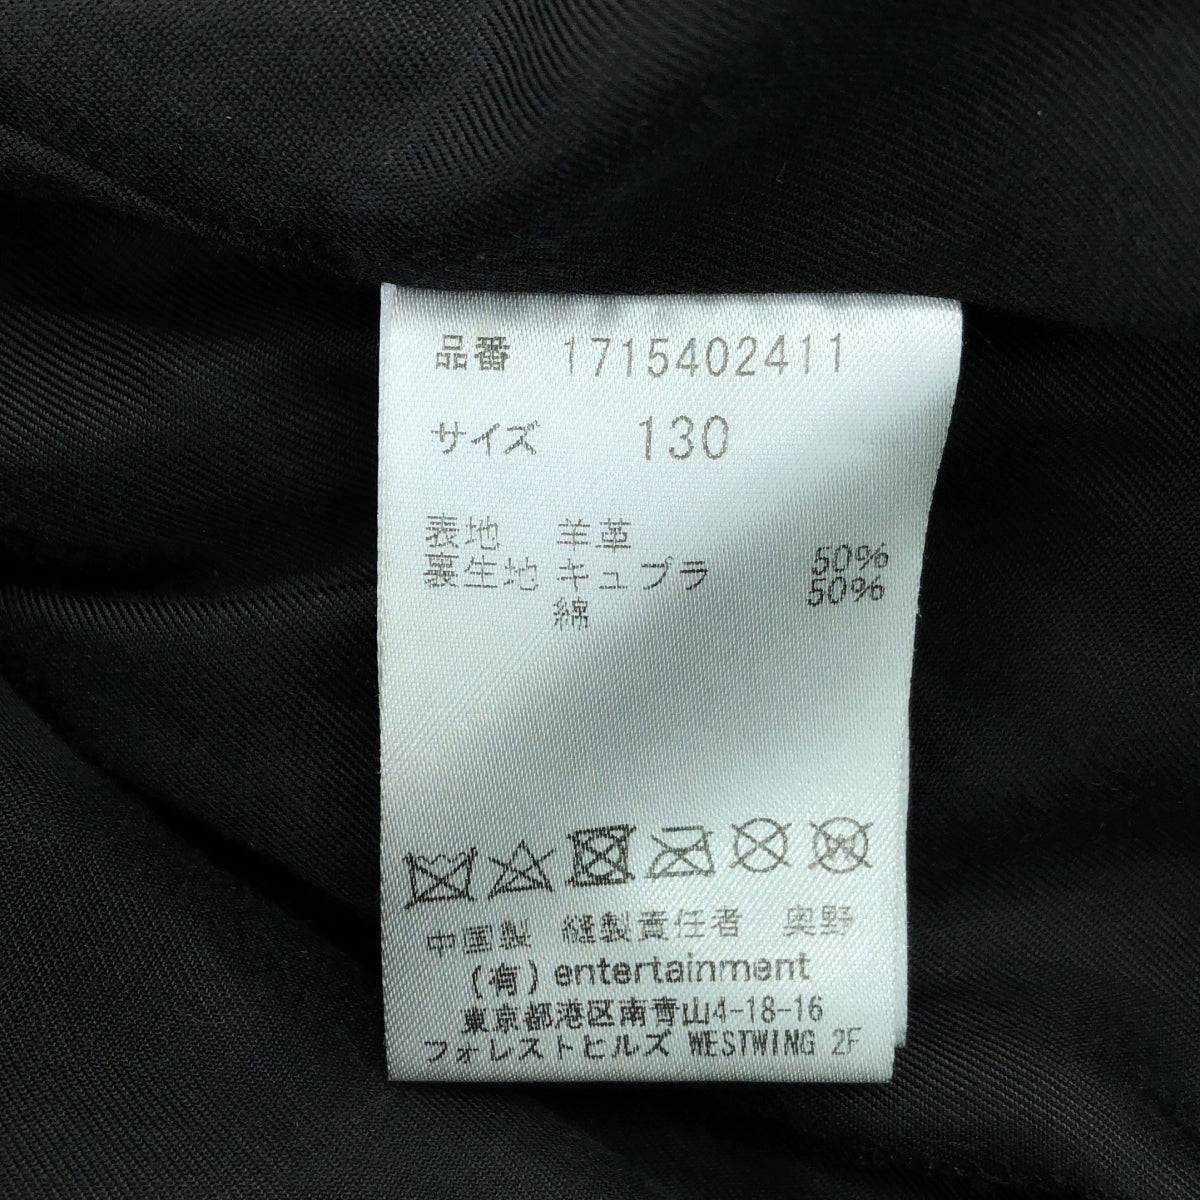 品番 1715402411
サイズ 130
表地 羊革
裏生地 キュプラ 50%
綿 50%
中国製 縫製責任者 奥野
(有) entertainment
東京都港区南青山4-18-16
フォレストヒルズ WESTWING 2F